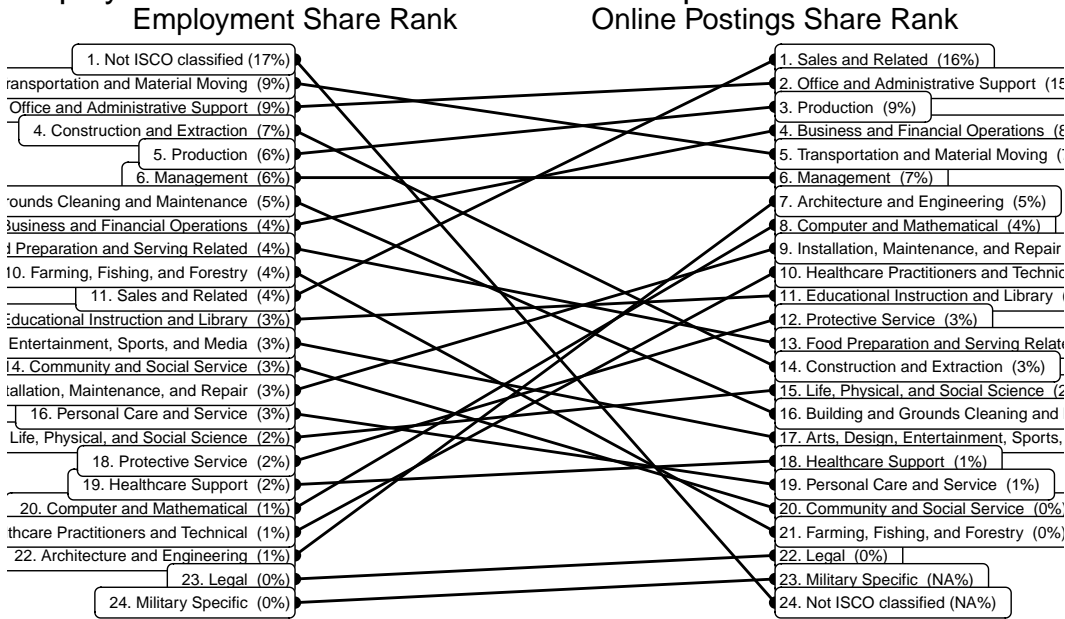 Employment Share Rank Online Postings Share Rank
1. Not ISCO classified (17%) 1. Sales and Related (16%)
Transportation and Material Moving (9%) 2. Office and Administrative Support (15
Office and Administrative Support (9%) 3. Production (9%)
4. Construction and Extraction (7%) 4. Business and Financial Operations (8
5. Production (6%) 5. Transportation and Material Moving (7
6. Management (6%) 6. Management (7%)
rounds Cleaning and Maintenance (5%) 7. Architecture and Engineering (5%)
Business and Financial Operations (4%) 8. Computer and Mathematical (4%)
d Preparation and Serving Related (4%) 9. Installation, Maintenance, and Repair
10. Farming, Fishing, and Forestry (4%) 10. Healthcare Practitioners and Technic
11. Sales and Related (4%) 11. Educational Instruction and Library (
Educational Instruction and Library (3%) 12. Protective Service (3%)
Entertainment, Sports, and Media (3%) 13. Food Preparation and Serving Relate
14. Community and Social Service (3%) 14. Construction and Extraction (3%)
tallation, Maintenance, and Repair (3%) 15. Life, Physical, and Social Science (2
16. Personal Care and Service (3%) 16. Building and Grounds Cleaning and
Life, Physical, and Social Science (2%) 17. Arts, Design, Entertainment, Sports,
18. Protective Service (2%) 18. Healthcare Support (1%)
19. Healthcare Support (2%) 19. Personal Care and Service (1%)
20. Computer and Mathematical (1%) 20. Community and Social Service (0%)
thcare Practitioners and Technical (1%) 21. Farming, Fishing, and Forestry (0%)
22. Architecture and Engineering (1%) 22. Legal (0%)
23. Legal (0%) 23. Military Specific (NA%)
24. Military Specific (0%) 24. Not ISCO classified (NA%)